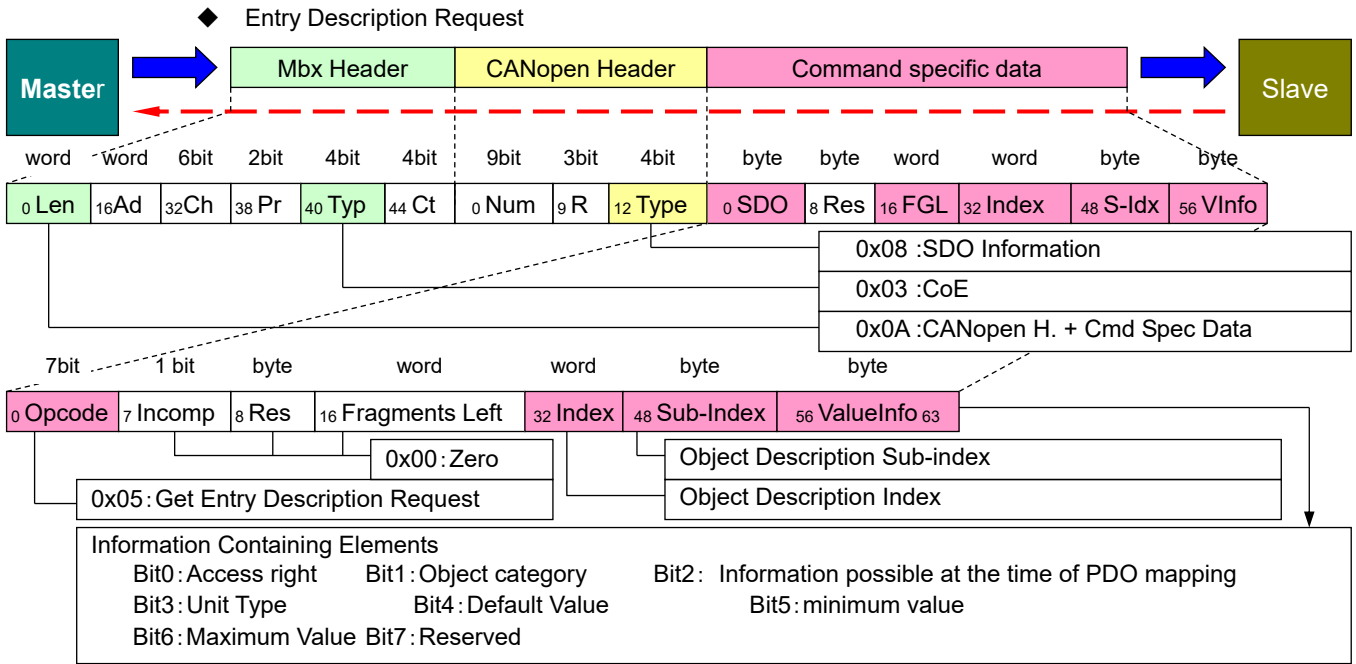 ◆ Entry Description Request
Master
Mbx Header CANopen Header Command specific data
Slave
word word 6bit 2bit 4bit 4bit 9bit 3bit 4bit byte byte word word byte byte
0 Len 16 Ad 32 Ch 38 Pr 40 Typ 44 Ct 0 Num 9 R 12 Type 0 SDO 8 Res 16 FGL 32 Index 48 S-Idx 56 VInfo
0x08 :SDO Information
0x03 :CoE
0x0A :CANopen H. + Cmd Spec Data
7bit 1 bit byte word word byte byte
0 Opcode 7 Incomp 8 Res 16 Fragments Left 32 Index 48 Sub-Index 56 ValueInfo 63
0x00:Zero
Object Description Sub-index
0x05:Get Entry Description Request
Object Description Index
Information Containing Elements
Bit0:Access right Bit1:Object category Bit2: Information possible at the time of PDO mapping
Bit3:Unit Type Bit4:Default Value Bit5:minimum value
Bit6:Maximum Value Bit7:Reserved